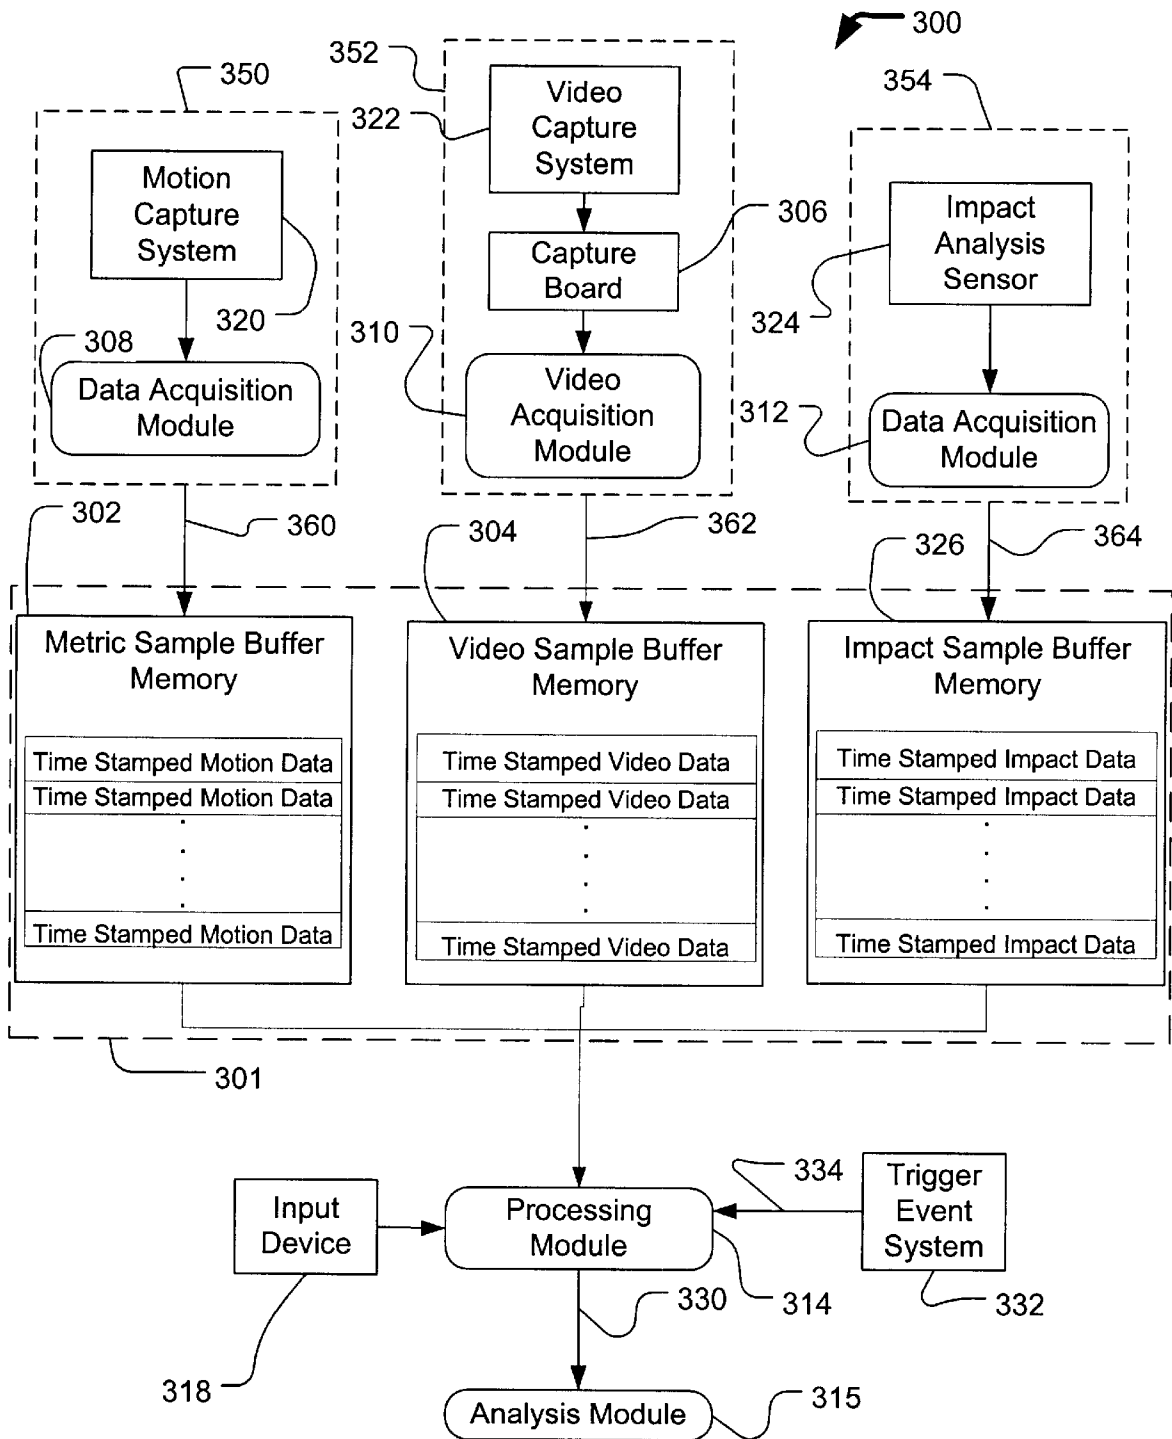 300
350
352
354
322
Video
Capture
System
Motion
Capture
System
306
Impact
Analysis
Sensor
Capture
Board
320
324
308
310
312
Data Acquisition
Module
Video
Acquisition
Module
Data Acquisition
Module
302
360
304
362
326
364
Metric Sample Buffer
Memory
Time Stamped Motion Data
Time Stamped Motion Data
.
.
.
Time Stamped Motion Data
Video Sample Buffer
Memory
Time Stamped Video Data
Time Stamped Video Data
.
.
.
Time Stamped Video Data
Impact Sample Buffer
Memory
Time Stamped Impact Data
Time Stamped Impact Data
.
.
.
.
Time Stamped Impact Data
301
334
Input
Device
Processing
Module
Trigger
Event
System
330
314
332
318
315
Analysis Module